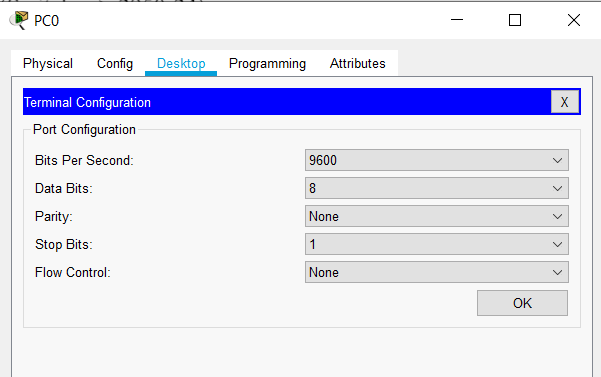 PC0
Physical Config Desktop Programming Attributes
Terminal Configuration X
Port Configuration
Bits Per Second: 9600
Data Bits: 8
Parity: None
Stop Bits: 1
Flow Control: None
OK